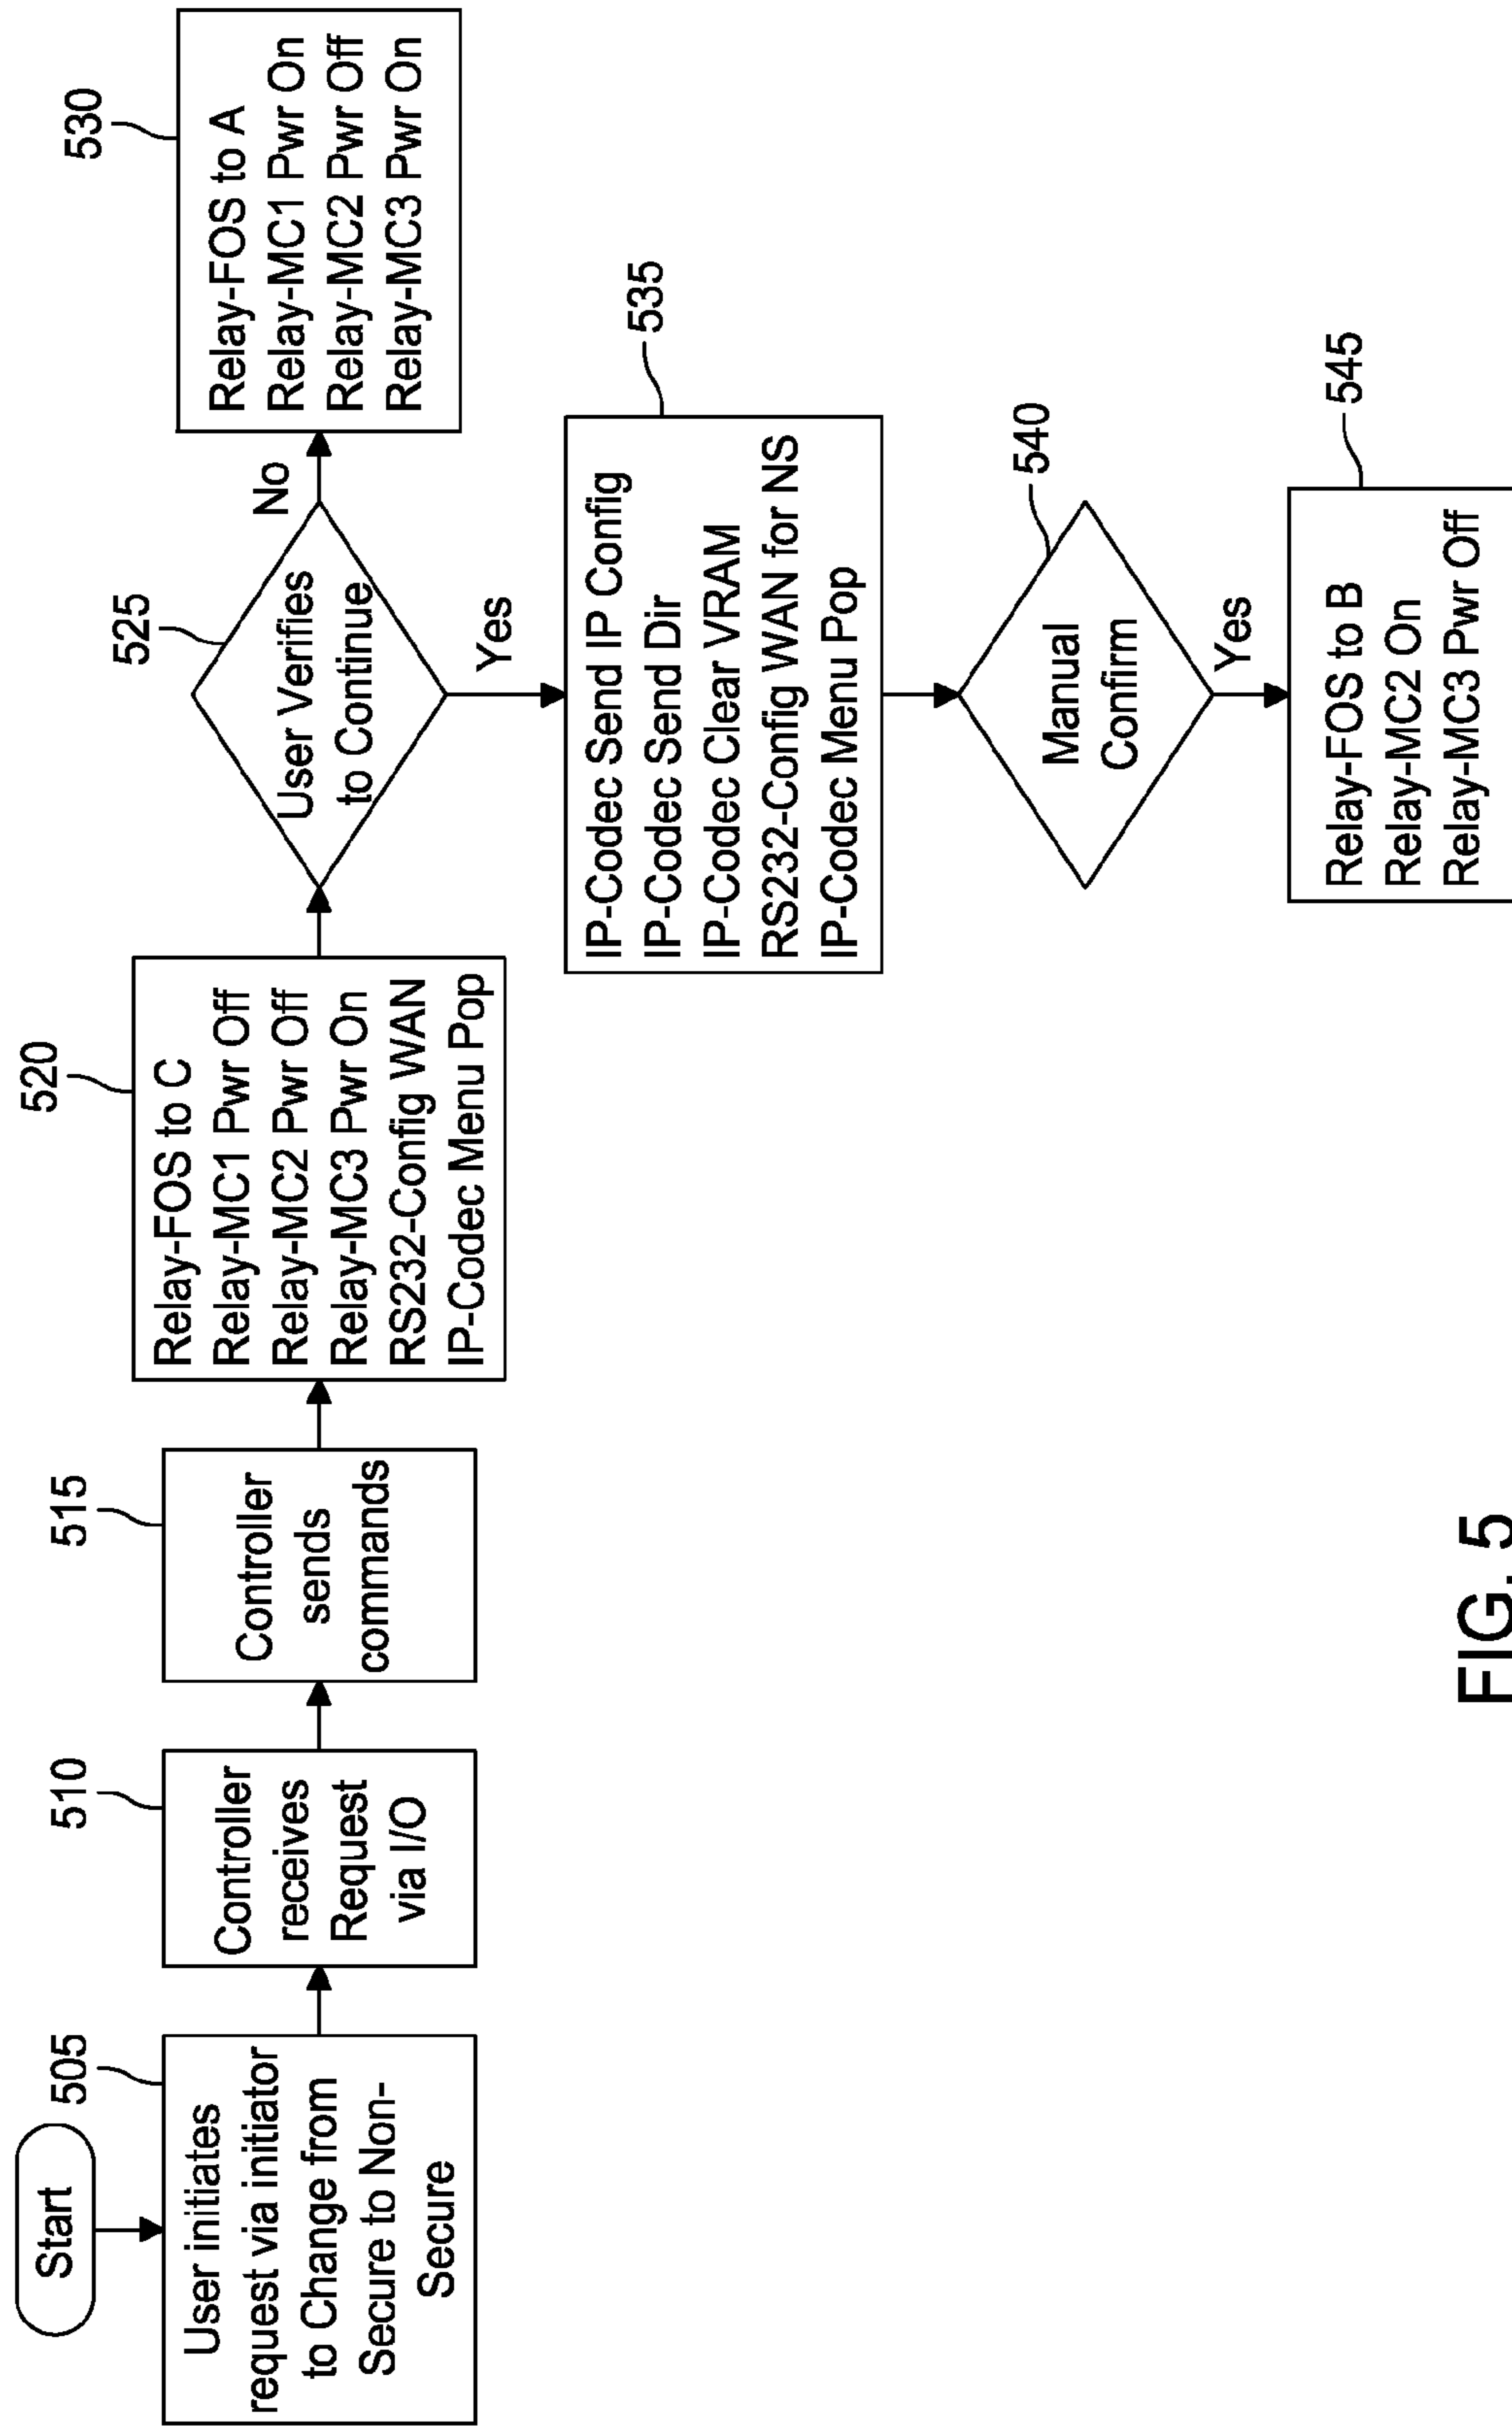 Start
505
User initiates
request via initiator
to Change from
Secure to Non-
Secure
510
Controller
receives
Request
via I/O
515
Controller
sends
commands
520
Relay-FOS to C
Relay-MC1 Pwr Off
Relay-MC2 Pwr Off
Relay-MC3 Pwr On
RS232-Config WAN
IP-Codec Menu Pop
525
User Verifies
to Continue
No
530
Relay-FOS to A
Relay-MC1 Pwr On
Relay-MC2 Pwr Off
Relay-MC3 Pwr On
Yes
535
IP-Codec Send IP Config
IP-Codec Send Dir
IP-Codec Clear VRAM
RS232-Config WAN for NS
IP-Codec Menu Pop
540
Manual
Confirm
Yes
545
Relay-FOS to B
Relay-MC2 On
Relay-MC3 Pwr Off
FIG. 5